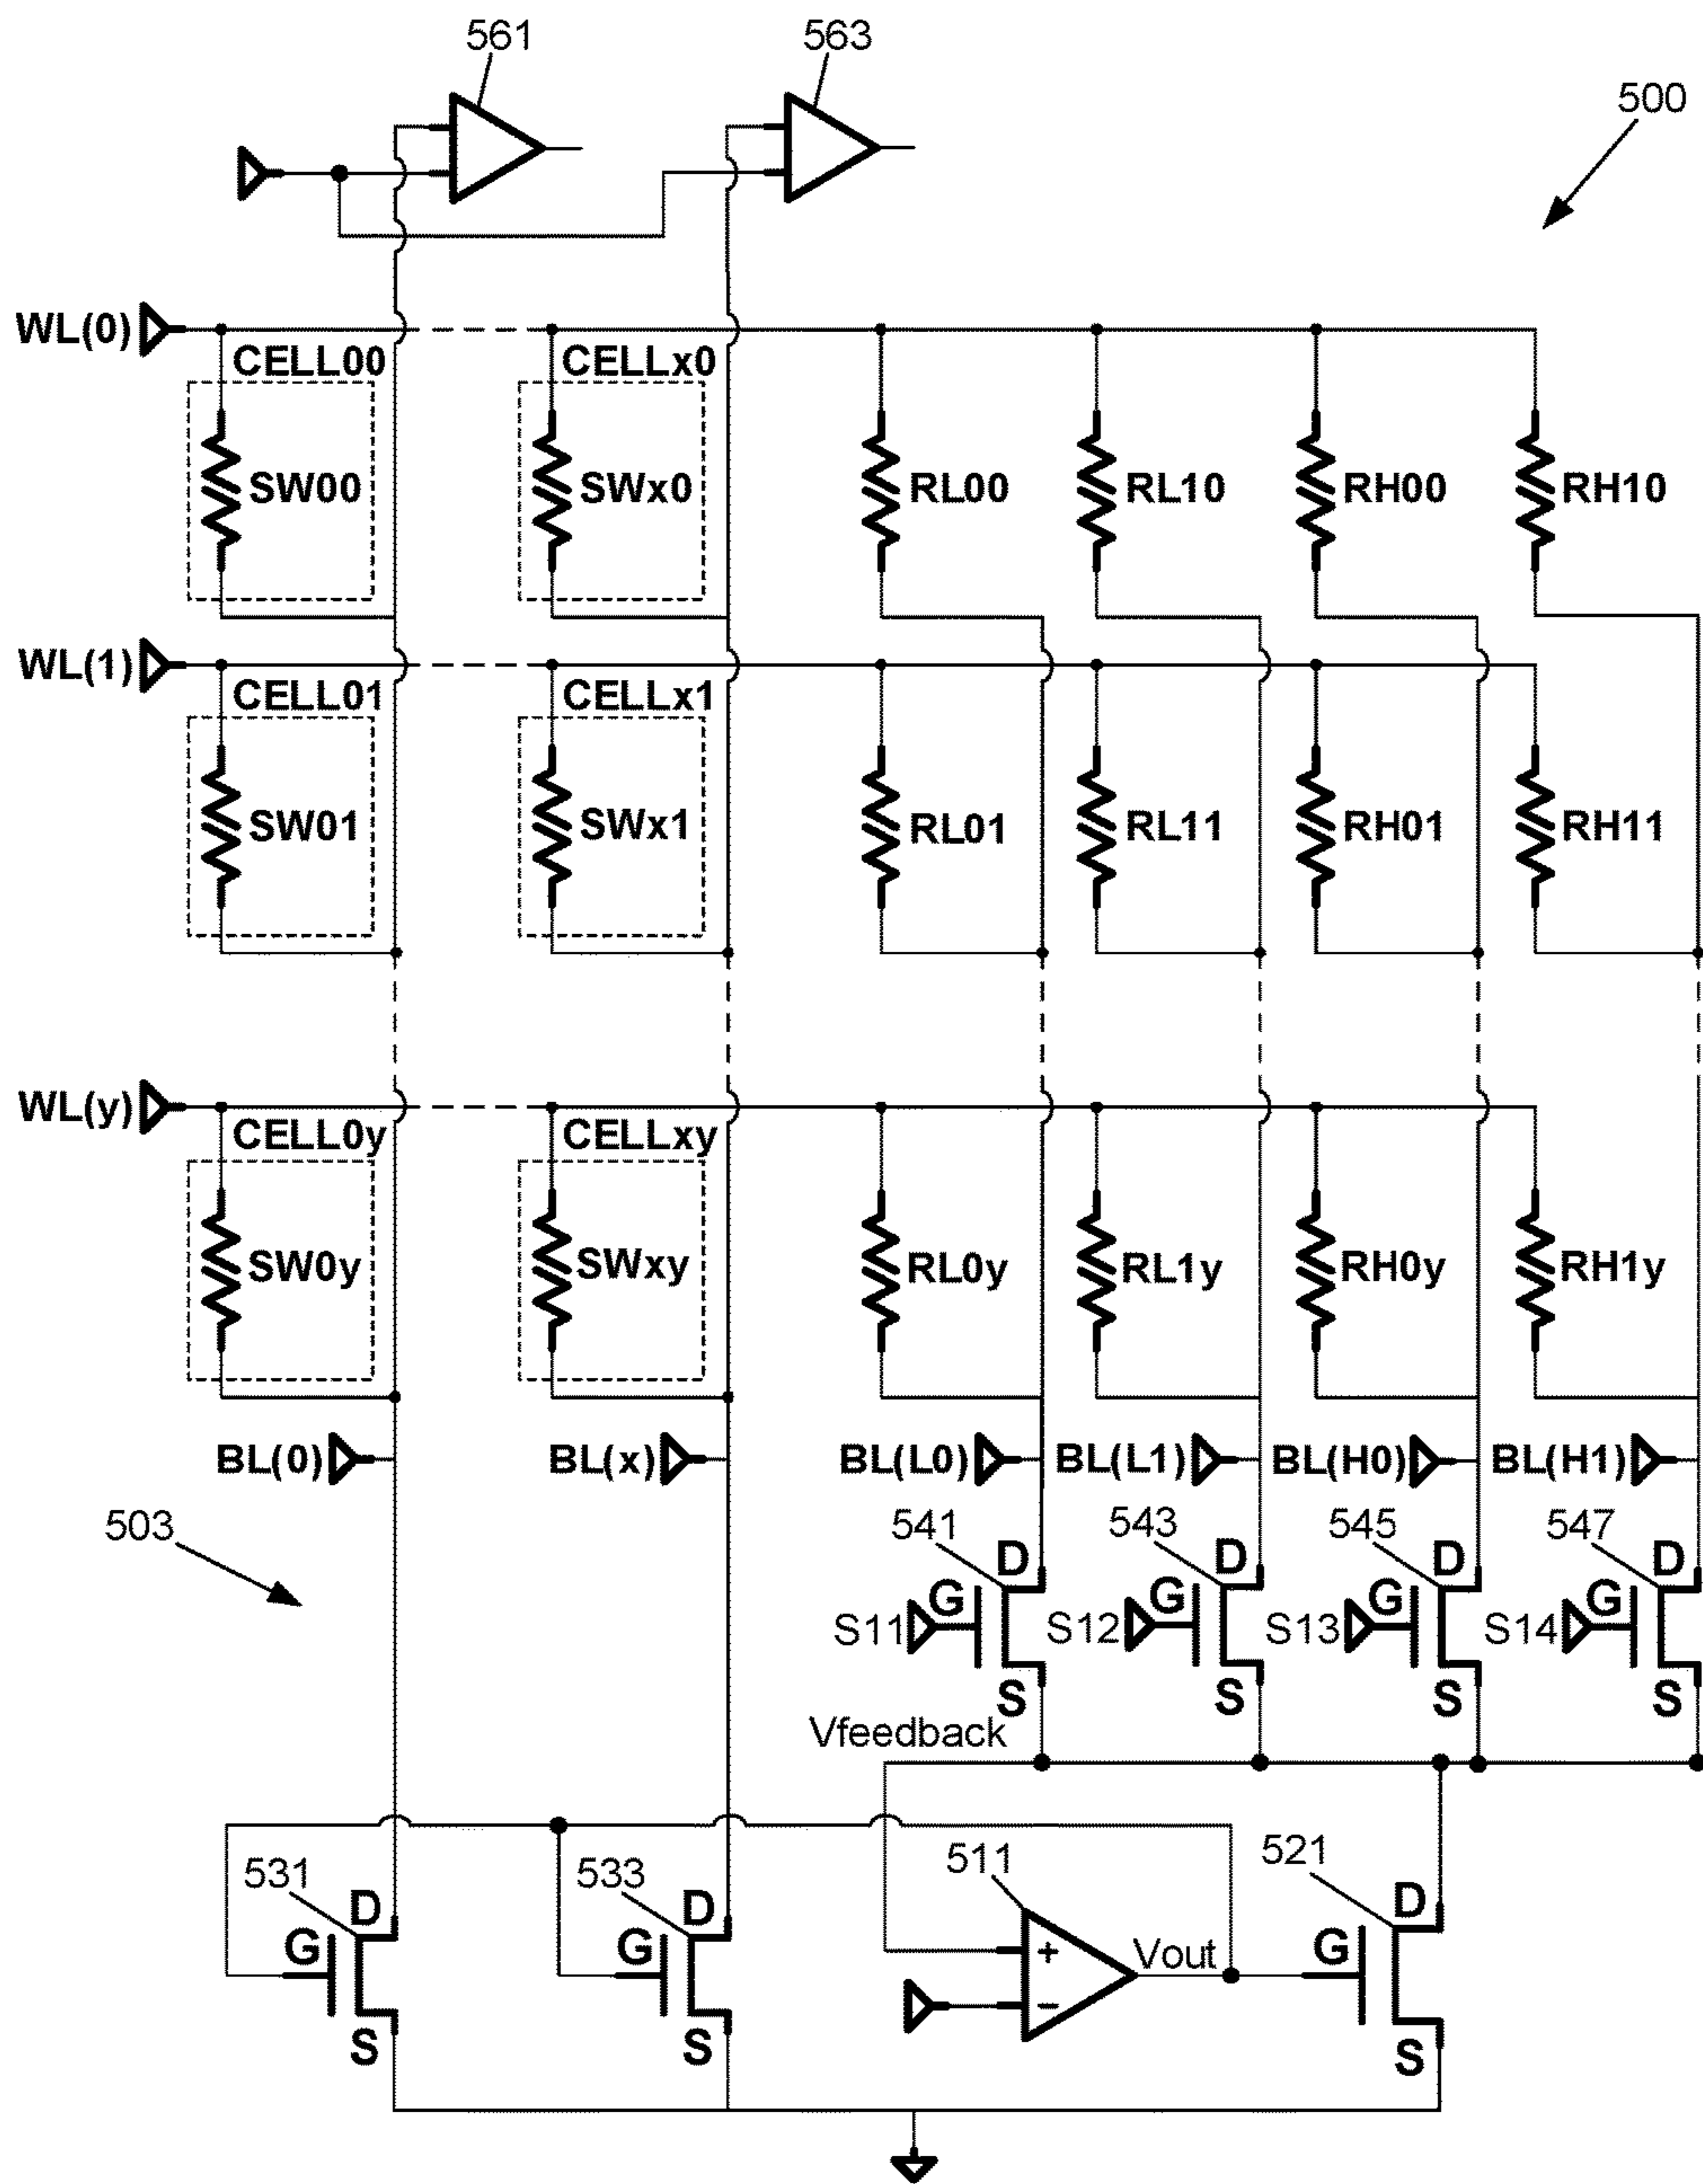 561 563
500
WL(0)
CELL00 CELLx0
SW00 SWx0 RL00 RL10 RH00 RH10
WL(1)
CELL01 CELLx1
SW01 SWx1 RL01 RL11 RH01 RH11
WL(y)
CELL0y CELLxy
SW0y SWxy RL0y RL1y RH0y RH1y
BL(0) BL(x) BL(L0) BL(L1) BL(H0) BL(H1)
503 541 543 545 547
D D D D
G G G G
S11 S12 S13 S14
S S S S
Vfeedback
531 533 511 521
D D D
G G + Vout G
−
S S S